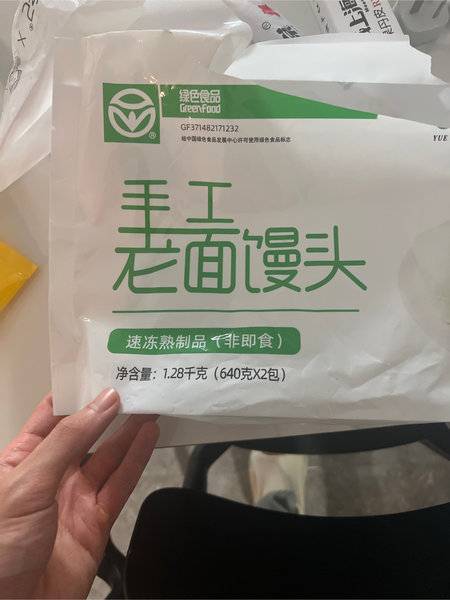 绿色食品
GreenFood
GF371482171232
经中国绿色食品发展中心许可使用绿色食品标志
YUE
手工
老面馒头
速冻熟制品（非即食）
净含量：1.28千克（640克X2包）
上海